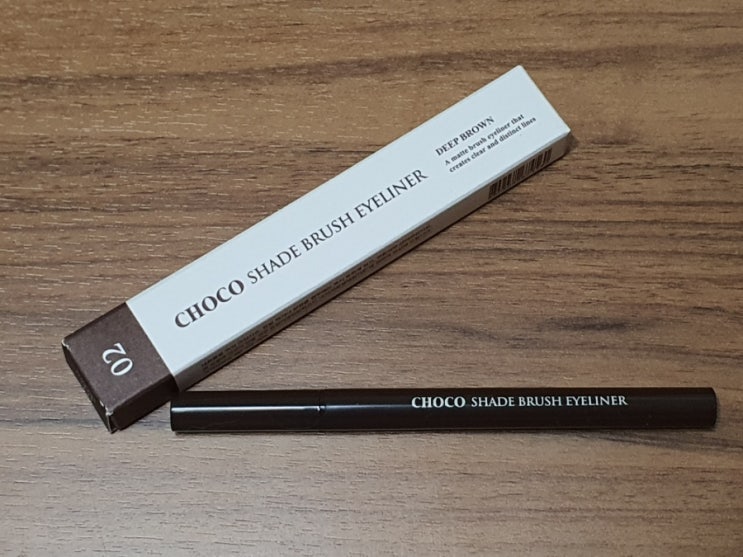 02
CHOCO SHADE BRUSH EYELINER
DEEP BROWN
A matte brush eyeliner that
creates clear and distinct lines
CHOCO SHADE BRUSH EYELINER